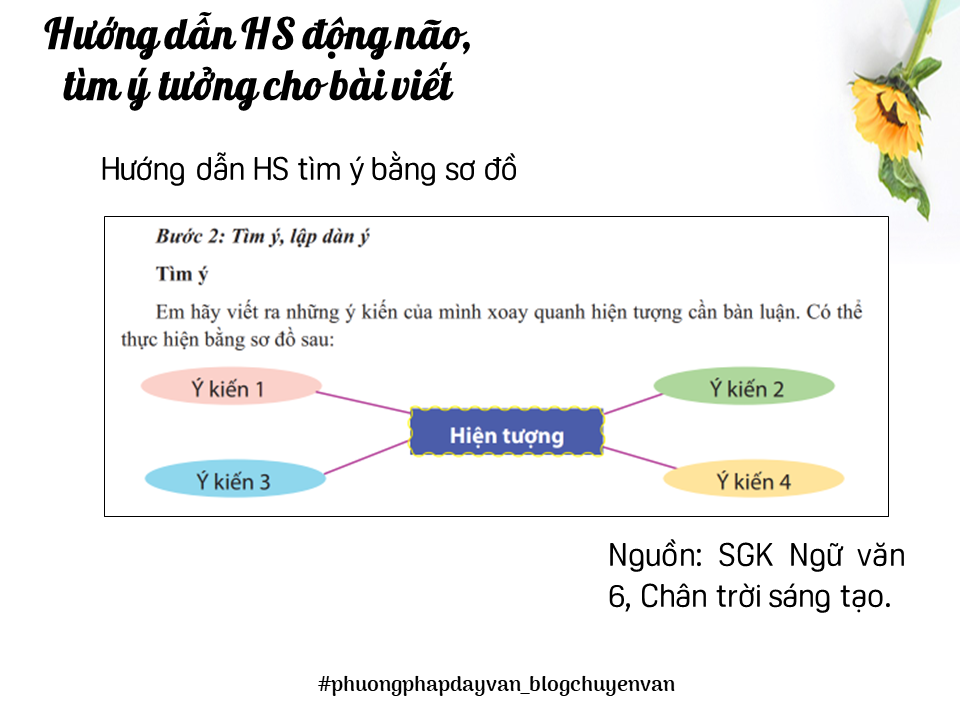 Hướng dẫn HS động não,
tìm ý tưởng cho bài viết
Hướng dẫn HS tìm ý bằng sơ đồ
Bước 2: Tìm ý, lập dàn ý
Tìm ý
Em hãy viết ra những ý kiến của mình xoay quanh hiện tượng cần bàn luận. Có thể
thực hiện bằng sơ đồ sau:
Ý kiến 1
Ý kiến 2
Hiện tượng
Ý kiến 3
Ý kiến 4
Nguồn: SGK Ngữ văn
6, Chân trời sáng tạo.
#phuongphapdayvan_blogchuyenvan